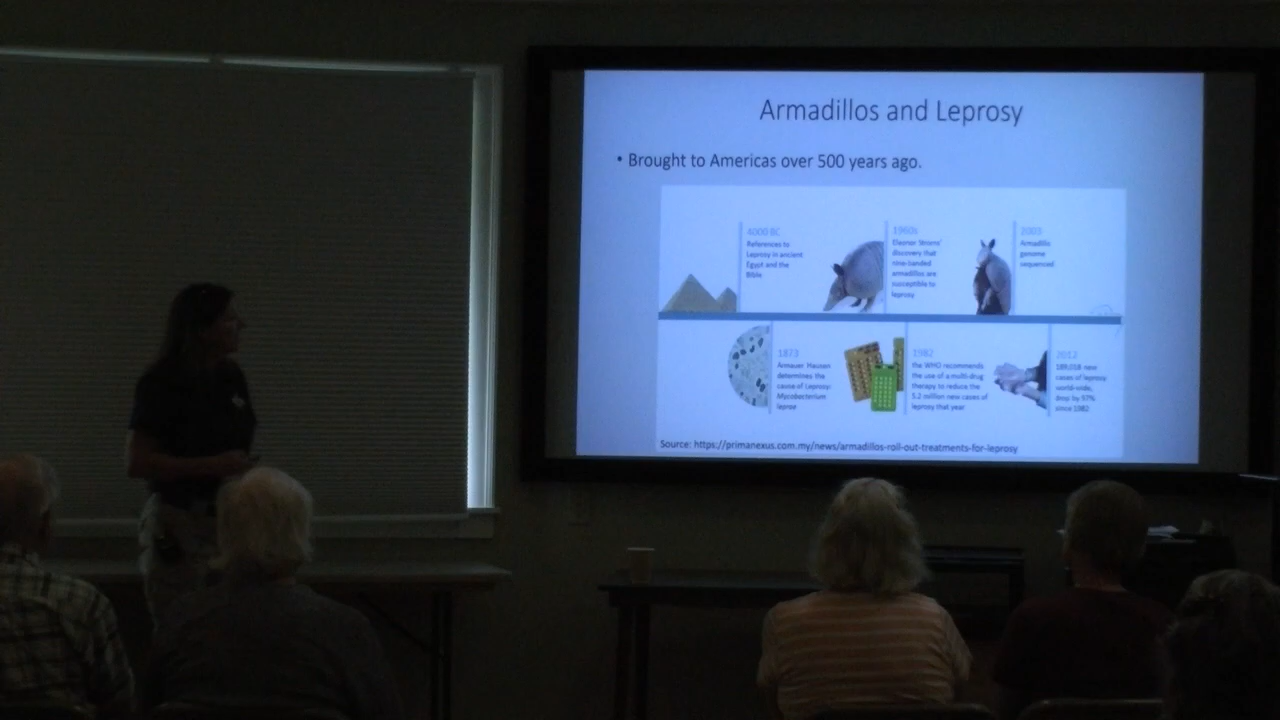 Armadillos and Leprosy
• Brought to Americas over 500 years ago.
4000 BC
References to
Leprosy in ancient
Egypt and the
Bible
1960s
Eleanor Storrs'
discovery that
nine-banded
armadillos are
susceptible to
leprosy
2003
Armadillo
genome
sequenced
1873
Armauer Hansen
determines the
cause of Leprosy:
Mycobacterium
leprae
1982
the WHO recommends
the use of a multi-drug
therapy to reduce the
5.2 million new cases of
leprosy that year
2012
189,018 new
cases of leprosy
world-wide,
drop by 97%
since 1982
Source: https://primanexus.com.my/news/armadillos-roll-out-treatments-for-leprosy